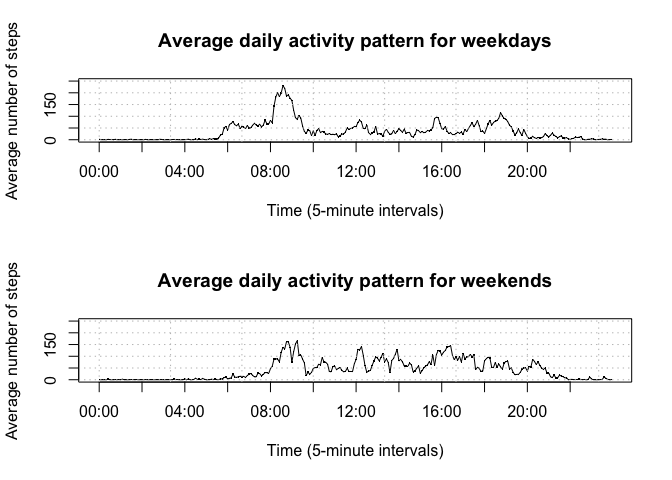 Average daily activity pattern for weekdays
Average number of steps
150
0
00:00 04:00 08:00 12:00 16:00 20:00
Time (5-minute intervals)
Average daily activity pattern for weekends
Average number of steps
150
0
00:00 04:00 08:00 12:00 16:00 20:00
Time (5-minute intervals)